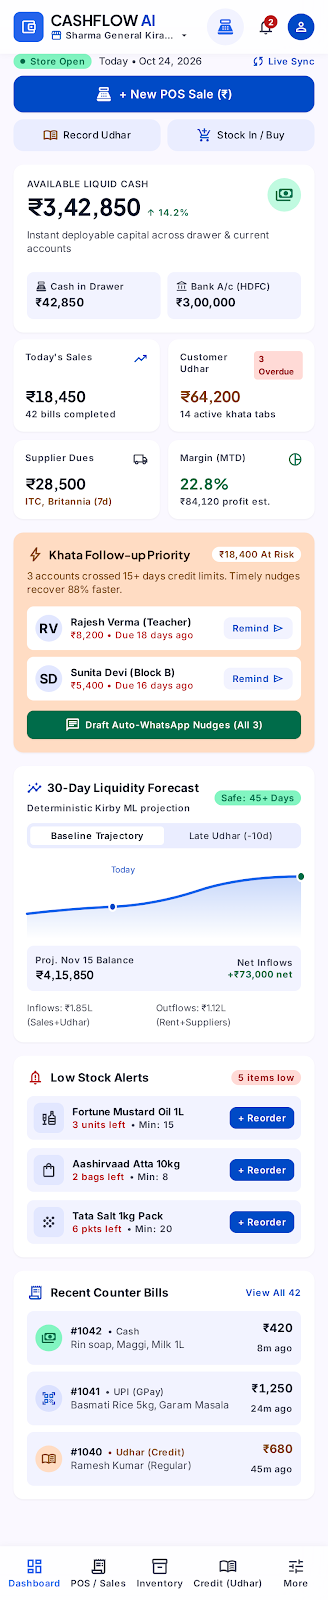 CASHFLOW AI
Sharma General Kira...
2
Store Open
Today • Oct 24, 2026
Live Sync
+ New POS Sale (₹)
Record Udhar
Stock In / Buy
AVAILABLE LIQUID CASH
₹3,42,850 ↑ 14.2%
Instant deployable capital across drawer & current
accounts
Cash in Drawer
₹42,850
Bank A/c (HDFC)
₹3,00,000
Today's Sales
₹18,450
42 bills completed
Customer
Udhar
3
Overdue
₹64,200
14 active khata tabs
Supplier Dues
₹28,500
ITC, Britannia (7d)
Margin (MTD)
22.8%
₹84,120 profit est.
Khata Follow-up Priority
₹18,400 At Risk
3 accounts crossed 15+ days credit limits. Timely nudges
recover 88% faster.
RV
Rajesh Verma (Teacher)
₹8,200 • Due 18 days ago
Remind
SD
Sunita Devi (Block B)
₹5,400 • Due 16 days ago
Remind
Draft Auto-WhatsApp Nudges (All 3)
30-Day Liquidity Forecast
Deterministic Kirby ML projection
Safe: 45+ Days
Baseline Trajectory
Late Udhar (-10d)
Today
Proj. Nov 15 Balance
₹4,15,850
Net Inflows
+₹73,000 net
Inflows: ₹1.85L
(Sales+Udhar)
Outflows: ₹1.12L
(Rent+Suppliers)
Low Stock Alerts
5 items low
Fortune Mustard Oil 1L
3 units left • Min: 15
+ Reorder
Aashirvaad Atta 10kg
2 bags left • Min: 8
+ Reorder
Tata Salt 1kg Pack
6 pkts left • Min: 20
+ Reorder
Recent Counter Bills
View All 42
#1042 • Cash
Rin soap, Maggi, Milk 1L
₹420
8m ago
#1041 • UPI (GPay)
Basmati Rice 5kg, Garam Masala
₹1,250
24m ago
#1040 • Udhar (Credit)
Ramesh Kumar (Regular)
₹680
45m ago
Dashboard
POS / Sales
Inventory
Credit (Udhar)
More